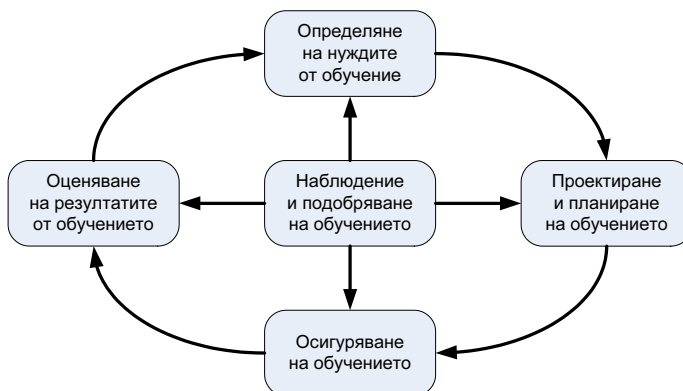 Определяне
на нуждите
от обучение
Оценяване
на резултатите
от обучението
Наблюдение
и подобряване
на обучението
Проектиране
и планиране
на обучението
Осигуряване
на обучението